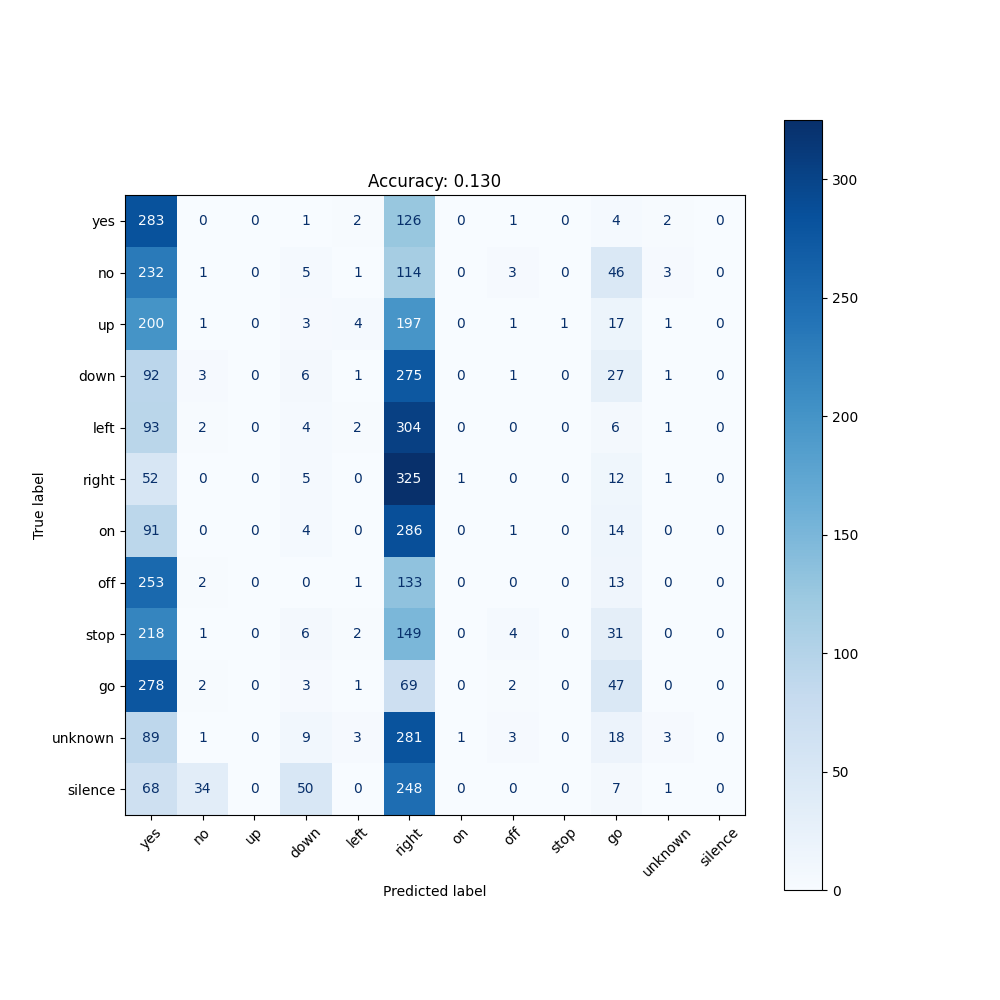 Accuracy: 0.130
yes 283 0 0 1 2 126 0 1 0 4 2 0
no 232 1 0 5 1 114 0 3 0 46 3 0
up 200 1 0 3 4 197 0 1 1 17 1 0
down 92 3 0 6 1 275 0 1 0 27 1 0
left 93 2 0 4 2 304 0 0 0 6 1 0
right 52 0 0 5 0 325 1 0 0 12 1 0
on 91 0 0 4 0 286 0 1 0 14 0 0
off 253 2 0 0 1 133 0 0 0 13 0 0
stop 218 1 0 6 2 149 0 4 0 31 0 0
go 278 2 0 3 1 69 0 2 0 47 0 0
unknown 89 1 0 9 3 281 1 3 0 18 3 0
silence 68 34 0 50 0 248 0 0 0 7 1 0
yes no up down left right on off stop go unknown silence
Predicted label
True label
300
250
200
150
100
50
0